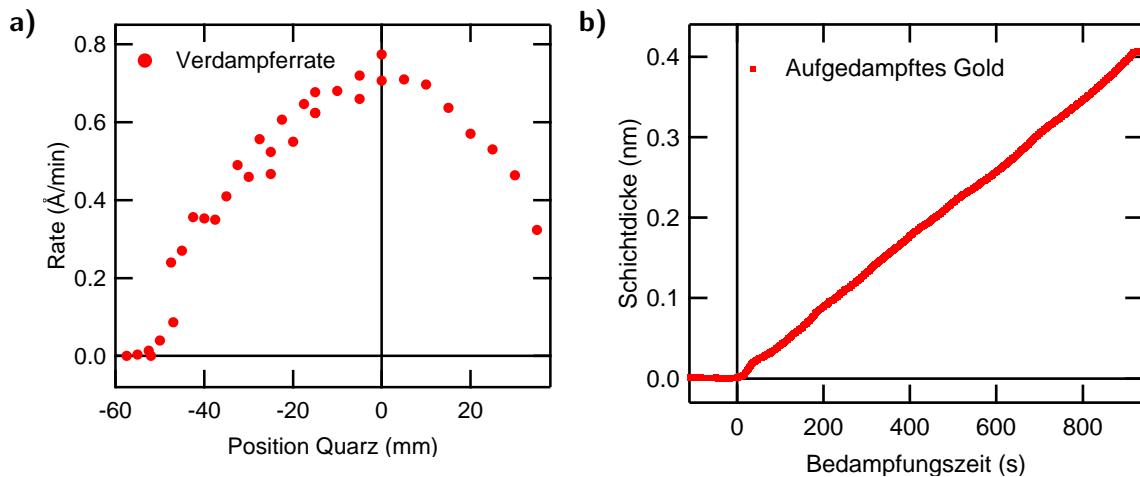 a)
Verdampferrate
Rate (Å/min)
0.8
0.6
0.4
0.2
0.0
-60 -40 -20 0 20
Position Quarz (mm)
b)
Aufgedampftes Gold
Schichtdicke (nm)
0.4
0.3
0.2
0.1
0.0
0 200 400 600 800
Bedampfungszeit (s)